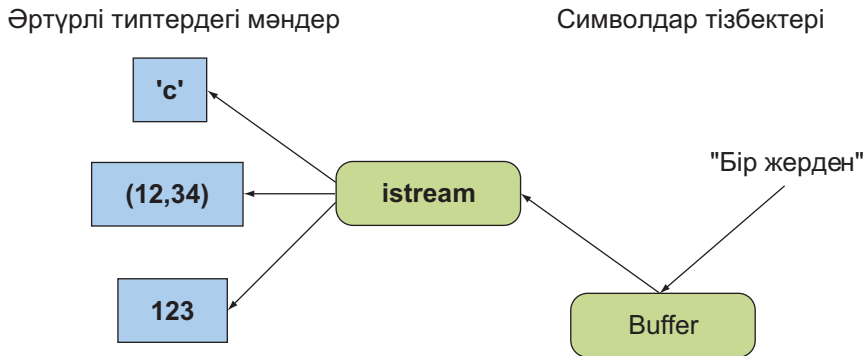 Әртүрлі типтердегі мәндер
Символдар тізбектері
'c'
"Бір жерден"
(12,34)
istream
123
Buffer